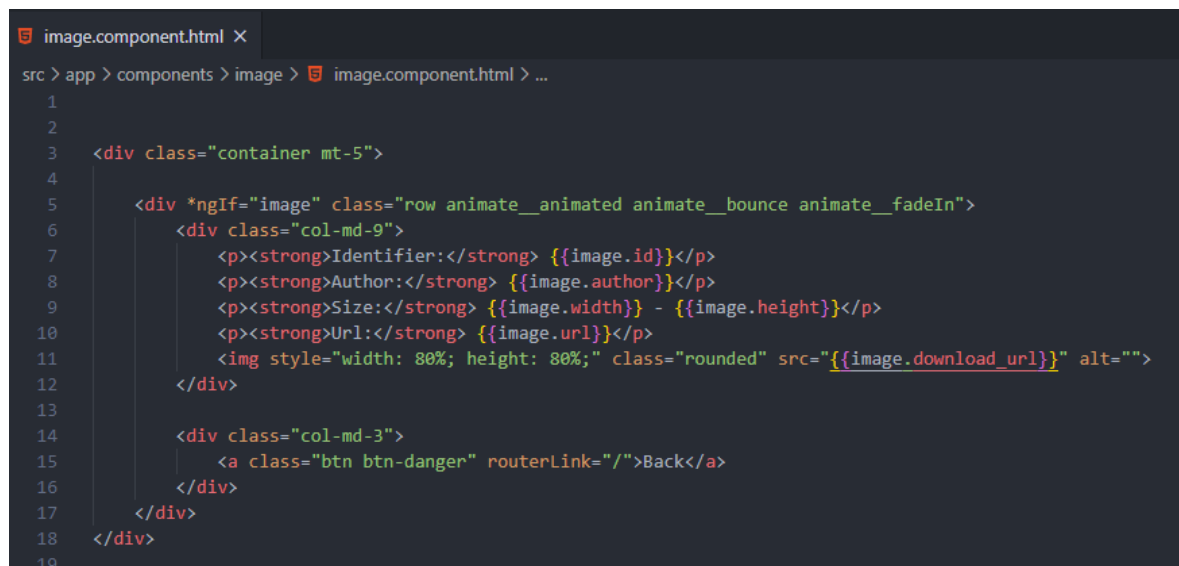 image.component.html ×
src > app > components > image > image.component.html > ...
1
2
3 <div class="container mt-5">
4
5 <div *ngIf="image" class="row animate__animated animate__bounce animate__fadeIn">
6 <div class="col-md-9">
7 <p><strong>Identifier:</strong> {{image.id}}</p>
8 <p><strong>Author:</strong> {{image.author}}</p>
9 <p><strong>Size:</strong> {{image.width}} - {{image.height}}</p>
10 <p><strong>Url:</strong> {{image.url}}</p>
11 <img style="width: 80%; height: 80%;" class="rounded" src="{{image.download_url}}" alt="">
12 </div>
13
14 <div class="col-md-3">
15 <a class="btn btn-danger" routerLink="/">Back</a>
16 </div>
17 </div>
18 </div>
19